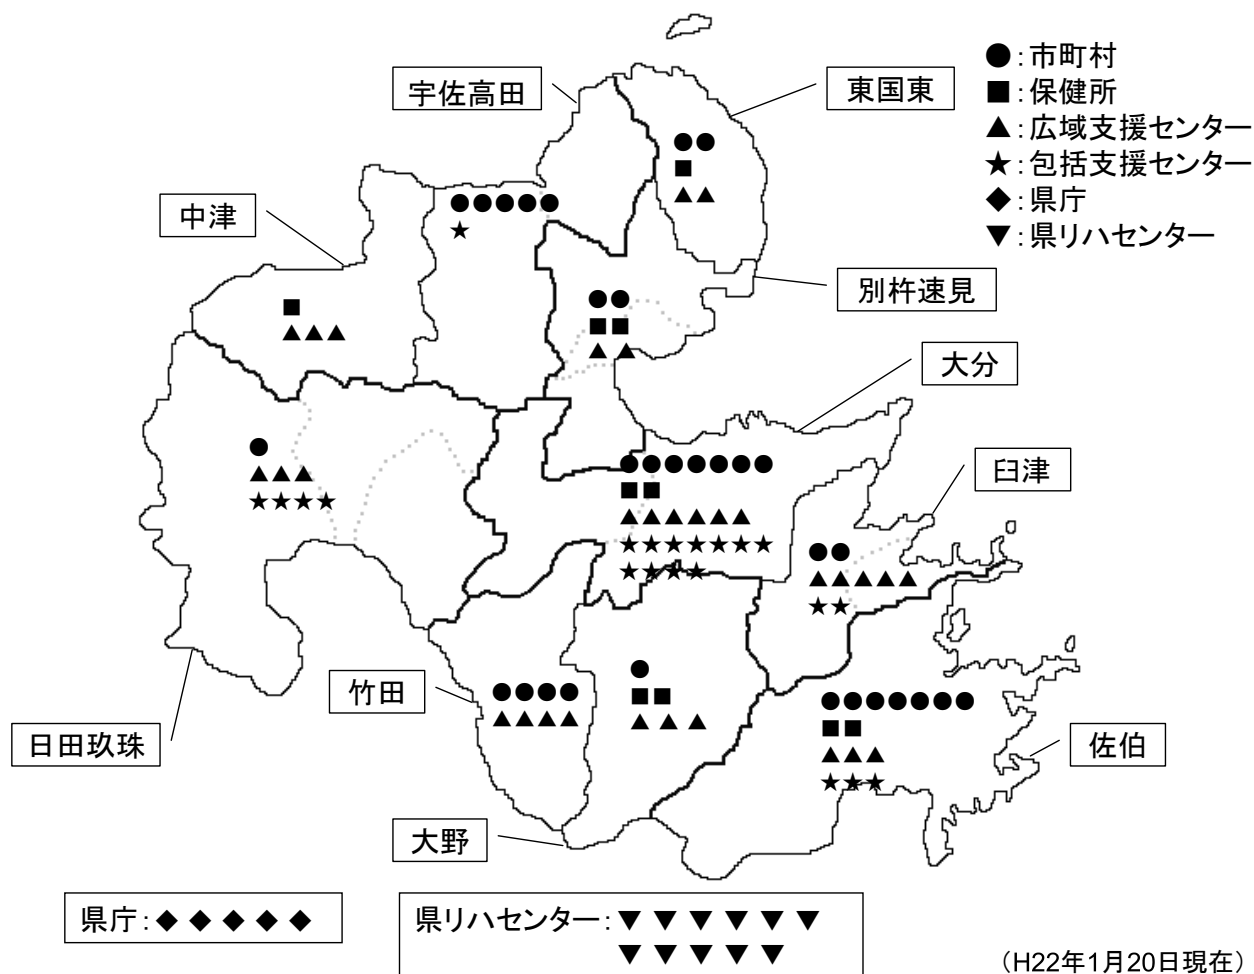 宇佐高田
東国東
●:市町村
■:保健所
▲:広域支援センター
★:包括支援センター
◆:県庁
▼:県リハセンター
中津
別杵速見
大分
臼津
竹田
日田玖珠
佐伯
大野
県庁:◆◆◆◆◆
県リハセンター:▼▼▼▼▼▼
▼▼▼▼▼
(H22年1月20日現在)